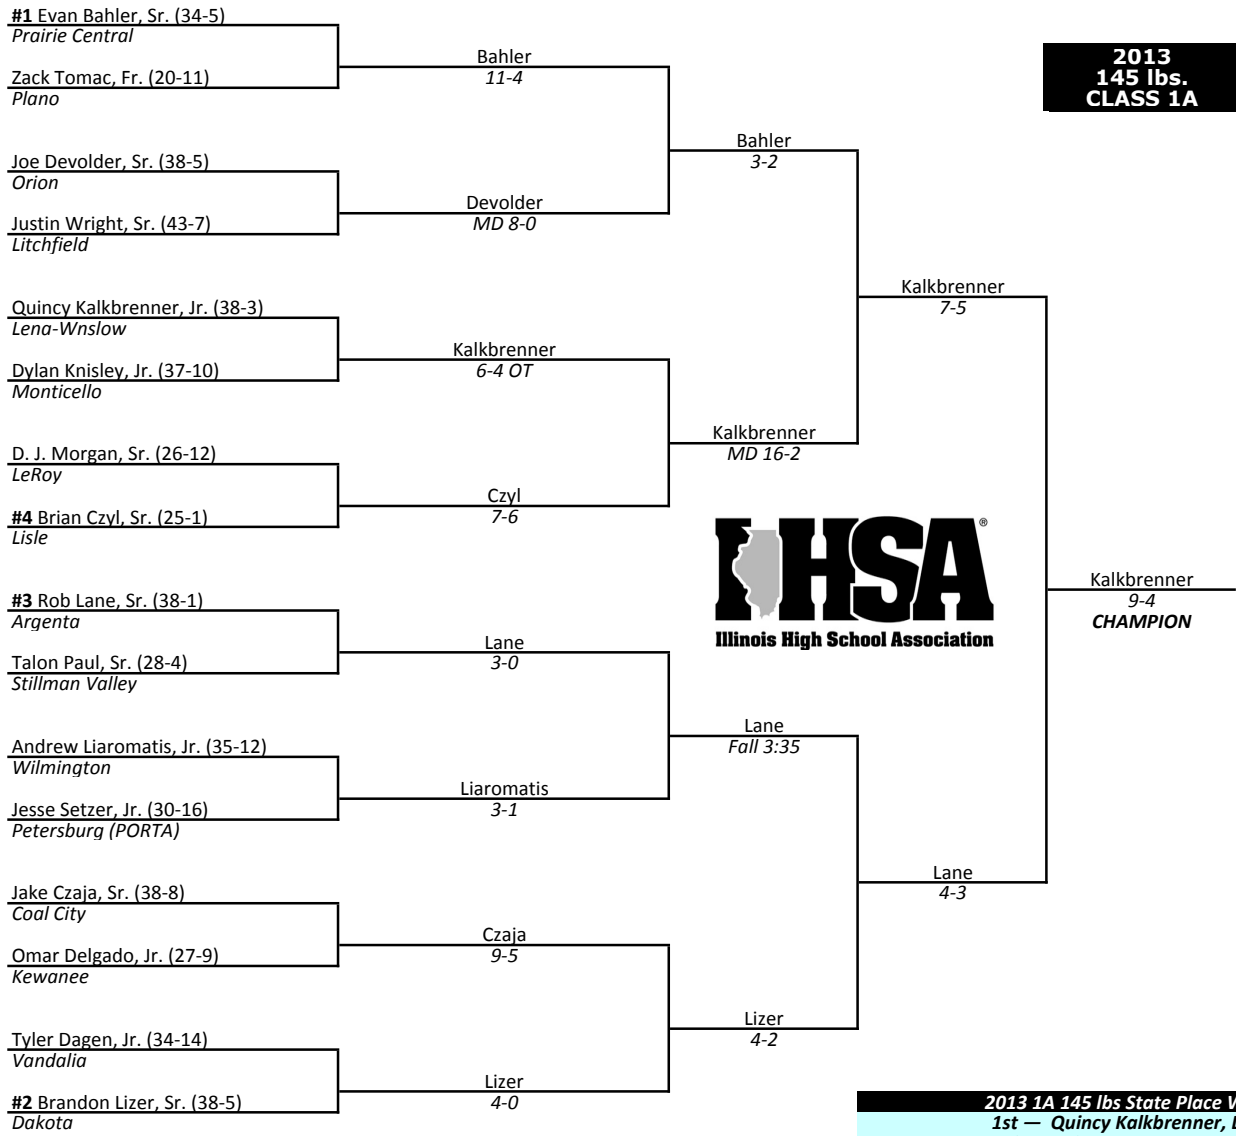 #1 Evan Bahler, Sr. (34-5)
Prairie Central
Zack Tomac, Fr. (20-11)
Plano
Joe Devolder, Sr. (38-5)
Orion
Justin Wright, Sr. (43-7)
Litchfield
Quincy Kalkbrenner, Jr. (38-3)
Lena-Wnslow
Dylan Knisley, Jr. (37-10)
Monticello
D. J. Morgan, Sr. (26-12)
LeRoy
#4 Brian Czyl, Sr. (25-1)
Lisle
#3 Rob Lane, Sr. (38-1)
Argenta
Talon Paul, Sr. (28-4)
Stillman Valley
Andrew Liaromatis, Jr. (35-12)
Wilmington
Jesse Setzer, Jr. (30-16)
Petersburg (PORTA)
Jake Czaja, Sr. (38-8)
Coal City
Omar Delgado, Jr. (27-9)
Kewanee
Tyler Dagen, Jr. (34-14)
Vandalia
#2 Brandon Lizer, Sr. (38-5)
Dakota
Bahler
11-4
Devolder
MD 8-0
Kalkbrenner
6-4 OT
Czyl
7-6
Lane
3-0
Liaromatis
3-1
Czaja
9-5
Lizer
4-0
Bahler
3-2
Kalkbrenner
MD 16-2
Lane
Fall 3:35
Lizer
4-2
Kalkbrenner
7-5
Lane
4-3
Kalkbrenner
9-4
CHAMPION
2013
145 lbs.
CLASS 1A
IHSA®
Illinois High School Association
2013 1A 145 lbs State Place
1st — Quincy Kalkbrenner,